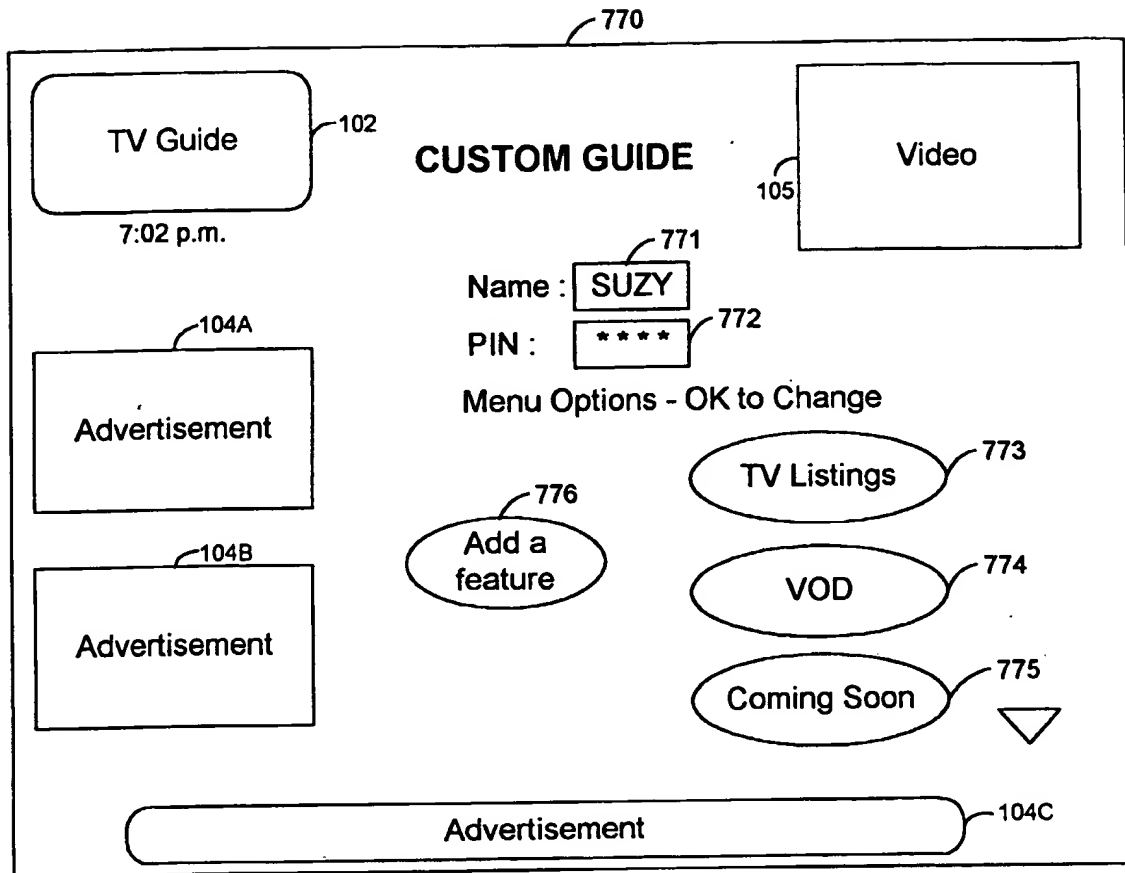 770
TV Guide
102
CUSTOM GUIDE
Video
105
7:02 p.m.
771
Name : SUZY
772
PIN : * * * *
Menu Options - OK to Change
104A
Advertisement
773
TV Listings
776
Add a
feature
104B
Advertisement
774
VOD
775
Coming Soon
Advertisement
104C